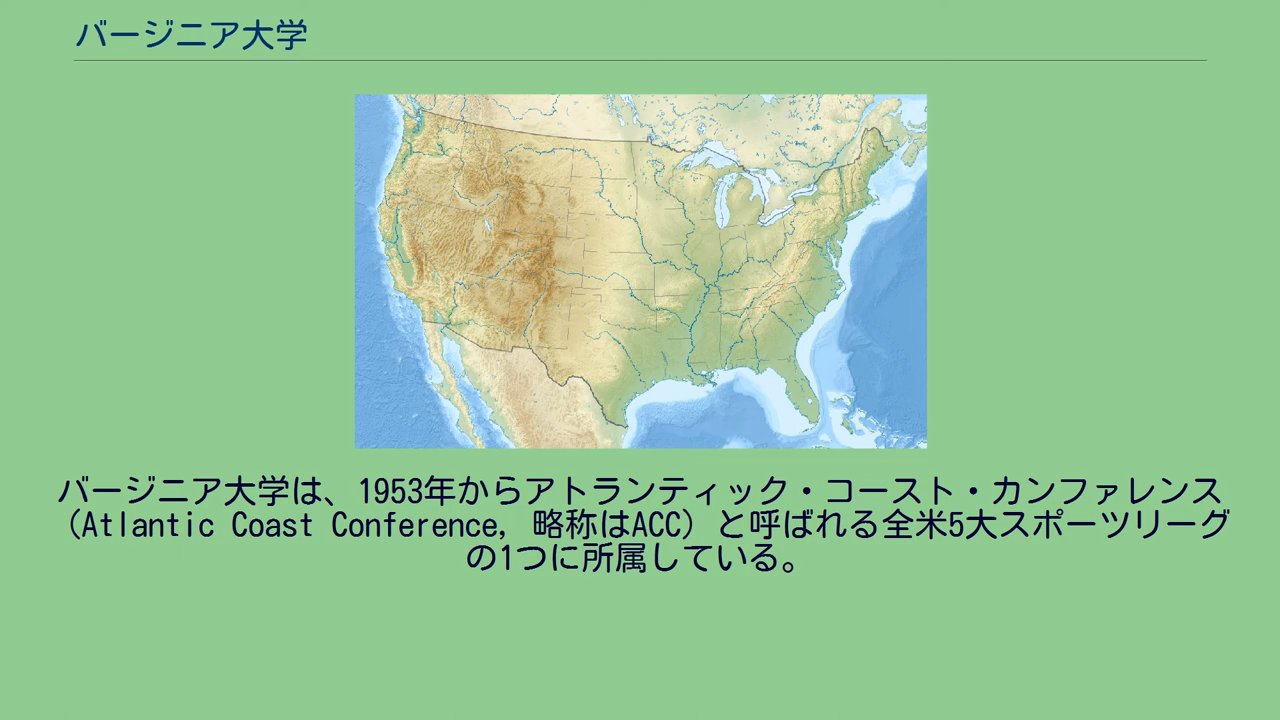 バージニア大学
バージニア大学は、1953年からアトランティック・コースト・カンファレンス
(Atlantic Coast Conference, 略称はACC) と呼ばれる全米5大スポーツリーグ
の1つに所属している。